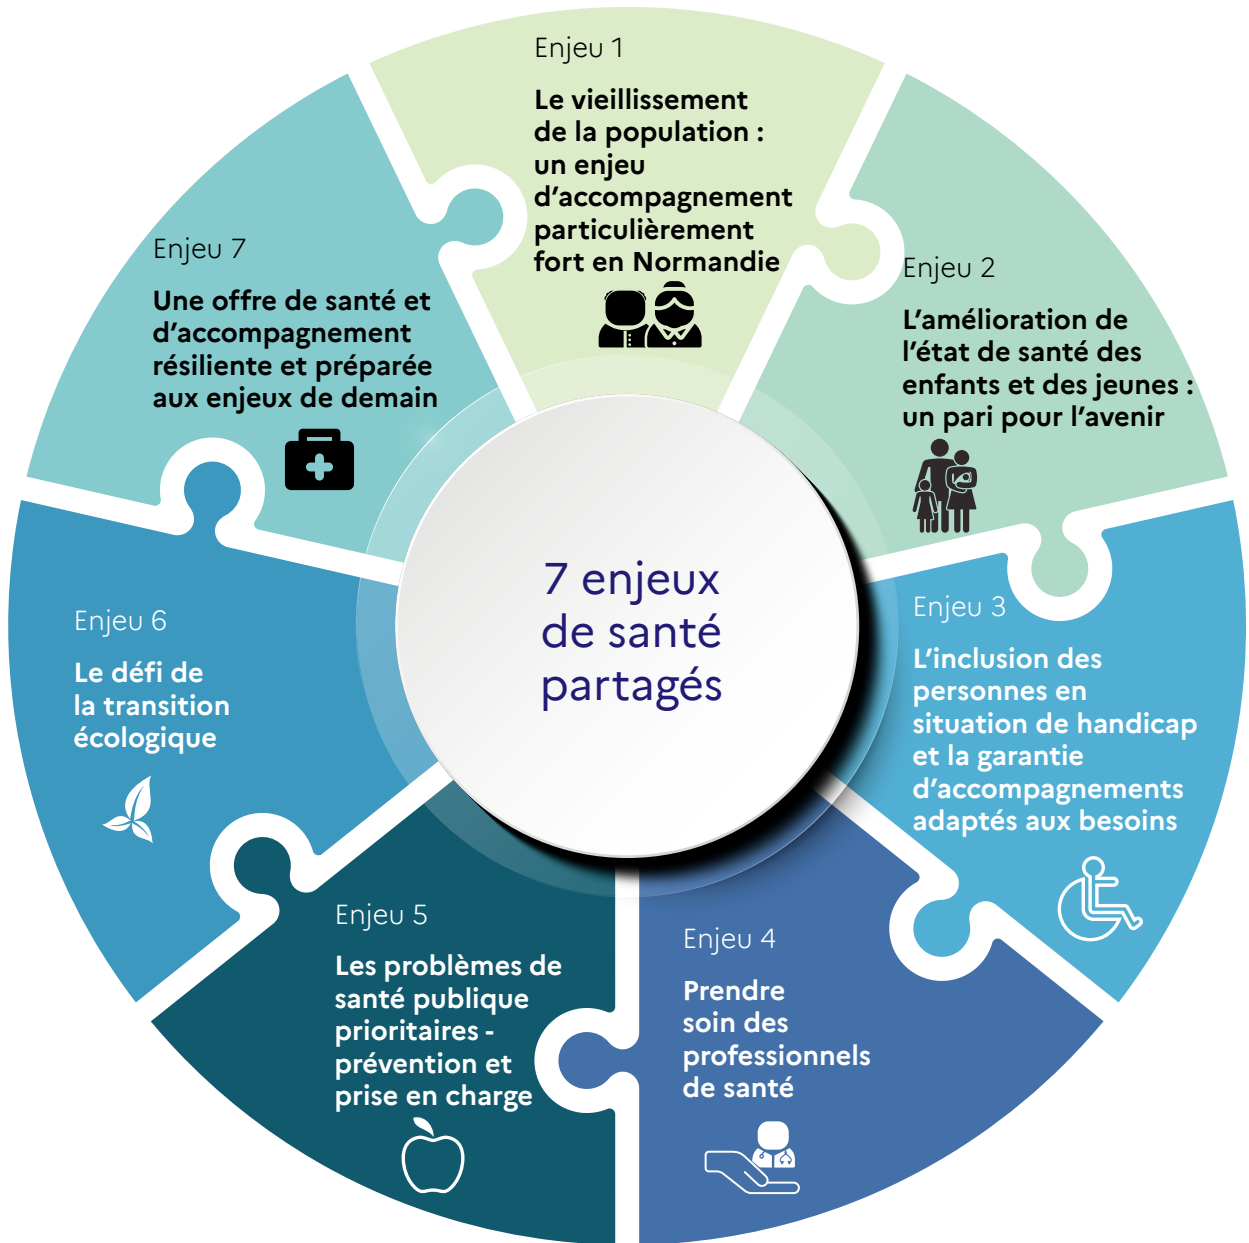 Enjeu 1
Le vieillissement
de la population :
un enjeu
d’accompagnement
particulièrement
fort en Normandie
Enjeu 2
L’amélioration de
l’état de santé des
enfants et des jeunes :
un pari pour l’avenir
Enjeu 3
L’inclusion des
personnes en
situation de handicap
et la garantie
d’accompagnements
adaptés aux besoins
Enjeu 4
Prendre
soin des
professionnels
de santé
Enjeu 5
Les problèmes de
santé publique
prioritaires -
prévention et
prise en charge
Enjeu 6
Le défi de
la transition
écologique
Enjeu 7
Une offre de santé et
d’accompagnement
résiliente et préparée
aux enjeux de demain
7 enjeux
de santé
partagés